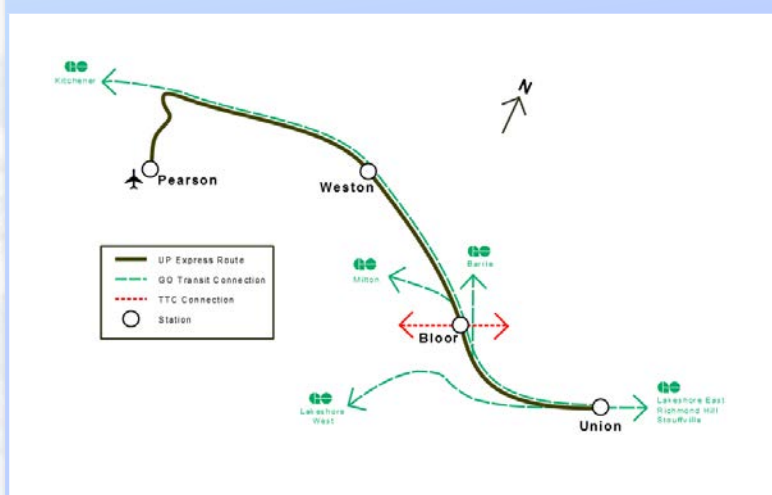 GO
Kitchener
N
Pearson
Weston
UP Express Route
GO Transit Connection
TTC Connection
Station
GO
Milton
GO
Barrie
Bloor
GO
Lakeshore
West
GO
Lakeshore East
Richmond Hill
Stouffville
Union